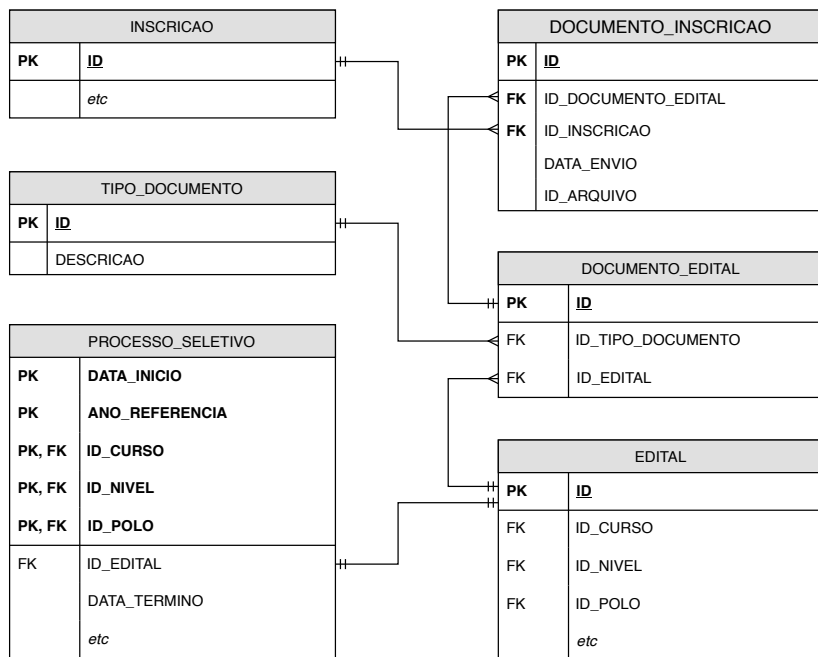 INSCRICAO
PK ID
etc
TIPO_DOCUMENTO
PK ID
DESCRICAO
PROCESSO_SELETIVO
PK DATA_INICIO
PK ANO_REFERENCIA
PK, FK ID_CURSO
PK, FK ID_NIVEL
PK, FK ID_POLO
FK ID_EDITAL
DATA_TERMINO
etc
DOCUMENTO_INSCRICAO
PK ID
FK ID_DOCUMENTO_EDITAL
FK ID_INSCRICAO
DATA_ENVIO
ID_ARQUIVO
DOCUMENTO_EDITAL
PK ID
FK ID_TIPO_DOCUMENTO
FK ID_EDITAL
EDITAL
PK ID
FK ID_CURSO
FK ID_NIVEL
FK ID_POLO
etc